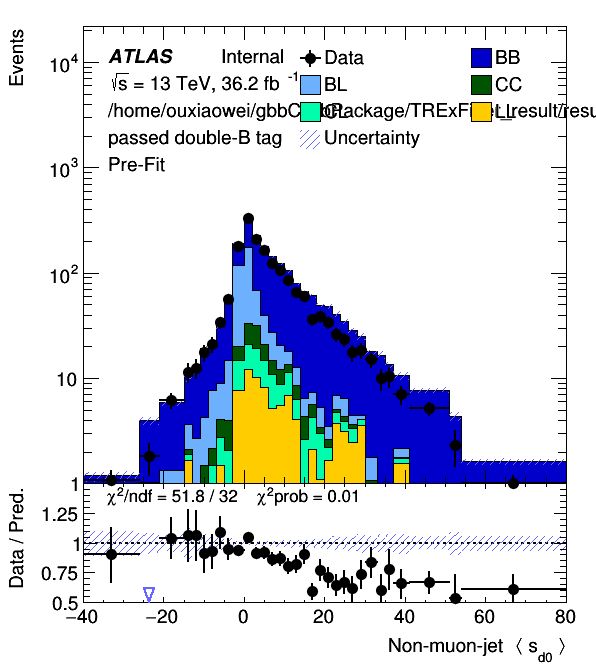 Events
10⁴
10³
10²
10
1
ATLAS Internal
√s = 13 TeV, 36.2 fb⁻¹
passed double-B tag
Pre-Fit
Data
BB
BL
CC
CL
LL
Uncertainty
χ²/ndf = 51.8 / 32 χ²prob = 0.01
Data / Pred.
1.25
1
0.75
0.5
−40 −20 0 20 40 60 80
Non-muon-jet ⟨ s_d0 ⟩